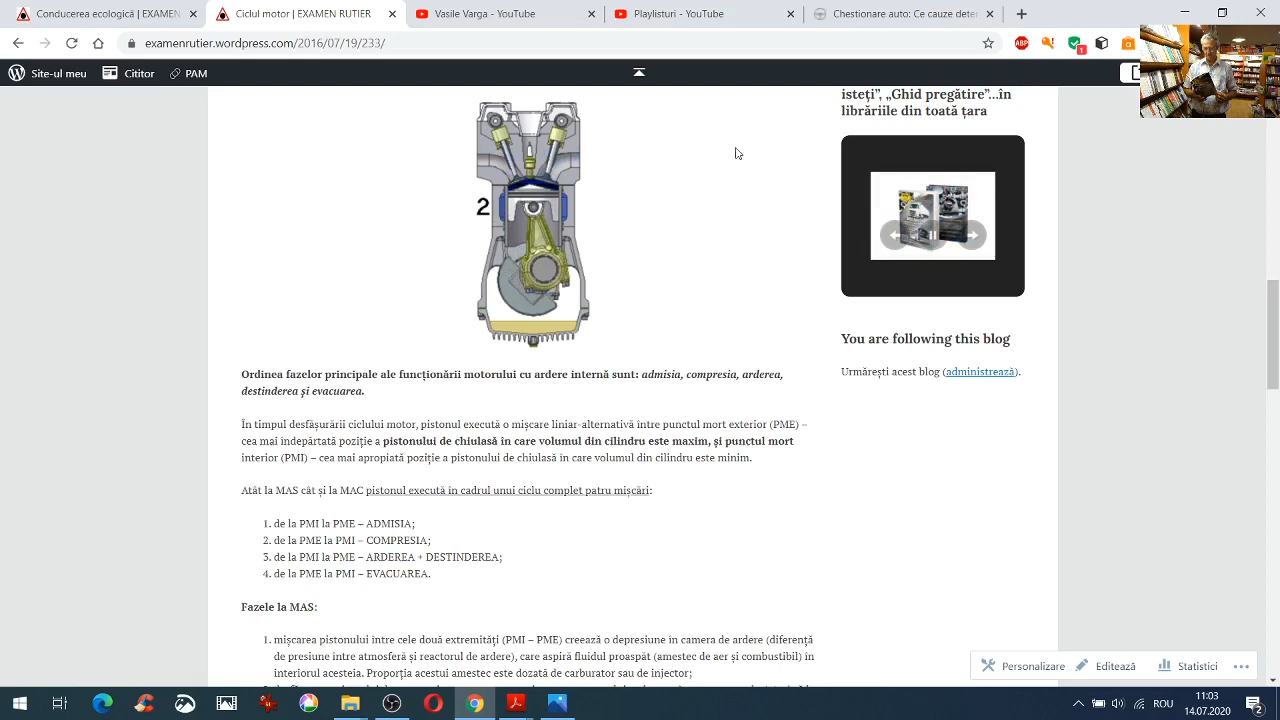 Conducerea ecologică | EXAMEN
Ciclul motor | EXAMEN RUTIER
Vasile Varga - YouTube
Playlisturi - YouTube
Chestionare auto: Ce cauze deter
examenrutier.wordpress.com/2016/07/19/233/
ABP
1
a
Site-ul meu
Cititor
PAM
isteți”, „Ghid pregătire”...în
librăriile din toată țara
2
You are following this blog
Urmărești acest blog (administrează).
Ordinea fazelor principale ale funcționării motorului cu ardere internă sunt: admisia, compresia, arderea,
destinderea și evacuarea.
În timpul desfășurării ciclului motor, pistonul execută o mișcare liniar-alternativă între punctul mort exterior (PME) –
cea mai îndepărtată poziție a pistonului de chiulasă în care volumul din cilindru este maxim, și punctul mort
interior (PMI) – cea mai apropiată poziție a pistonului de chiulasă în care volumul din cilindru este minim.
Atât la MAS cât și la MAC pistonul execută în cadrul unui ciclu complet patru mișcări:
1. de la PMI la PME – ADMISIA;
2. de la PME la PMI – COMPRESIA;
3. de la PMI la PME – ARDEREA + DESTINDEREA;
4. de la PME la PMI – EVACUAREA.
Fazele la MAS:
1. mișcarea pistonului între cele două extremități (PMI – PME) creează o depresiune în camera de ardere (diferență
de presiune între atmosferă și reactorul de ardere), care aspiră fluidul proaspăt (amestec de aer și combustibil) în
interiorul acesteia. Proporția acestui amestec este dozată de carburator sau de injector;
Personalizare
Editează
Statistici
ROU
11:03
14.07.2020
2